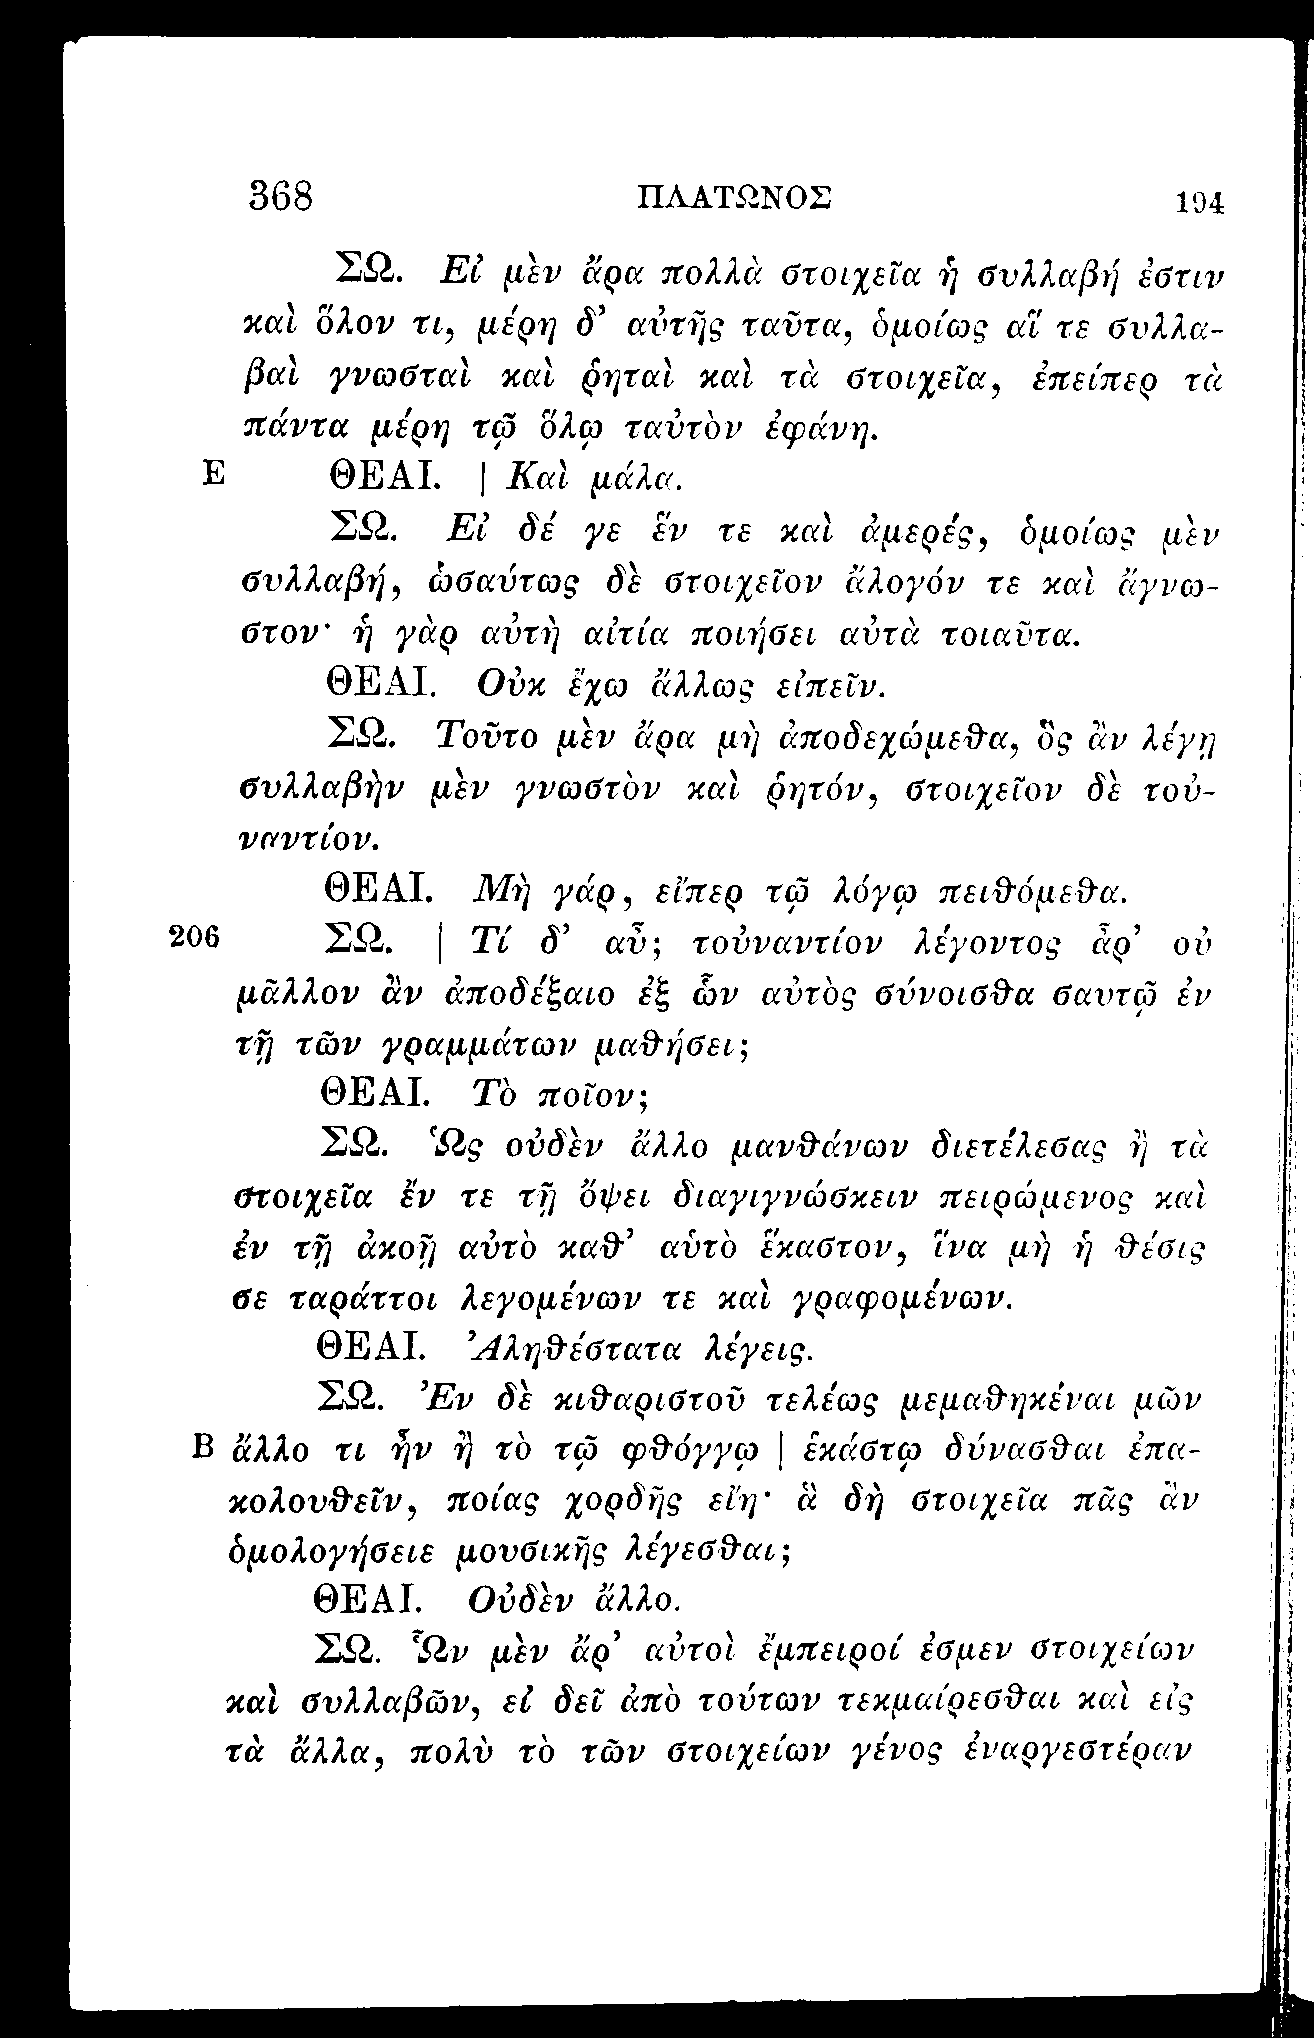 368 ΠΛΑΤΩΝΟΣ 194
ΣΩ. Εἰ μὲν ἄρα πολλὰ στοιχεῖα ἡ συλλαβή ἐστιν
καὶ ὅλον τι, μέρη δ’ αὐτῆς ταῦτα, ὁμοίως αἵ τε συλλα-
βαὶ γνωσταὶ καὶ ῥηταὶ καὶ τὰ στοιχεῖα, ἐπείπερ τὰ
πάντα μέρη τῷ ὅλῳ ταὐτὸν ἐφάνη.
E ΘΕΑΙ. | Καὶ μάλα.
ΣΩ. Εἰ δέ γε ἕν τε καὶ ἀμερές, ὁμοίως μὲν
συλλαβή, ὡσαύτως δὲ στοιχεῖον ἄλογόν τε καὶ ἄγνω-
στον· ἡ γὰρ αὐτὴ αἰτία ποιήσει αὐτὰ τοιαῦτα.
ΘΕΑΙ. Οὐκ ἔχω ἄλλως εἰπεῖν.
ΣΩ. Τοῦτο μὲν ἄρα μὴ ἀποδεχώμεθα, ὃς ἂν λέγῃ
συλλαβὴν μὲν γνωστὸν καὶ ῥητόν, στοιχεῖον δὲ τοὐ-
ναντίον.
ΘΕΑΙ. Μὴ γάρ, εἴπερ τῷ λόγῳ πειθόμεθα.
206 ΣΩ. | Τί δ’ αὖ; τοὐναντίον λέγοντος ἆρ’ οὐ
μᾶλλον ἂν ἀποδέξαιο ἐξ ὧν αὐτὸς σύνοισθα σαυτῷ ἐν
τῇ τῶν γραμμάτων μαθήσει;
ΘΕΑΙ. Τὸ ποῖον;
ΣΩ. Ὡς οὐδὲν ἄλλο μανθάνων διετέλεσας ἢ τὰ
στοιχεῖα ἔν τε τῇ ὄψει διαγιγνώσκειν πειρώμενος καὶ
ἐν τῇ ἀκοῇ αὐτὸ καθ’ αὑτὸ ἕκαστον, ἵνα μὴ ἡ θέσις
σε ταράττοι λεγομένων τε καὶ γραφομένων.
ΘΕΑΙ. Ἀληθέστατα λέγεις.
ΣΩ. Ἐν δὲ κιθαριστοῦ τελέως μεμαθηκέναι μῶν
B ἄλλο τι ἦν ἢ τὸ τῷ φθόγγῳ | ἑκάστῳ δύνασθαι ἐπα-
κολουθεῖν, ποίας χορδῆς εἴη· ἃ δὴ στοιχεῖα πᾶς ἂν
ὁμολογήσειε μουσικῆς λέγεσθαι;
ΘΕΑΙ. Οὐδὲν ἄλλο.
ΣΩ. Ὧν μὲν ἄρ’ αὐτοὶ ἔμπειροί ἐσμεν στοιχείων
καὶ συλλαβῶν, εἰ δεῖ ἀπὸ τούτων τεκμαίρεσθαι καὶ εἰς
τὰ ἄλλα, πολὺ τὸ τῶν στοιχείων γένος ἐναργεστέραν